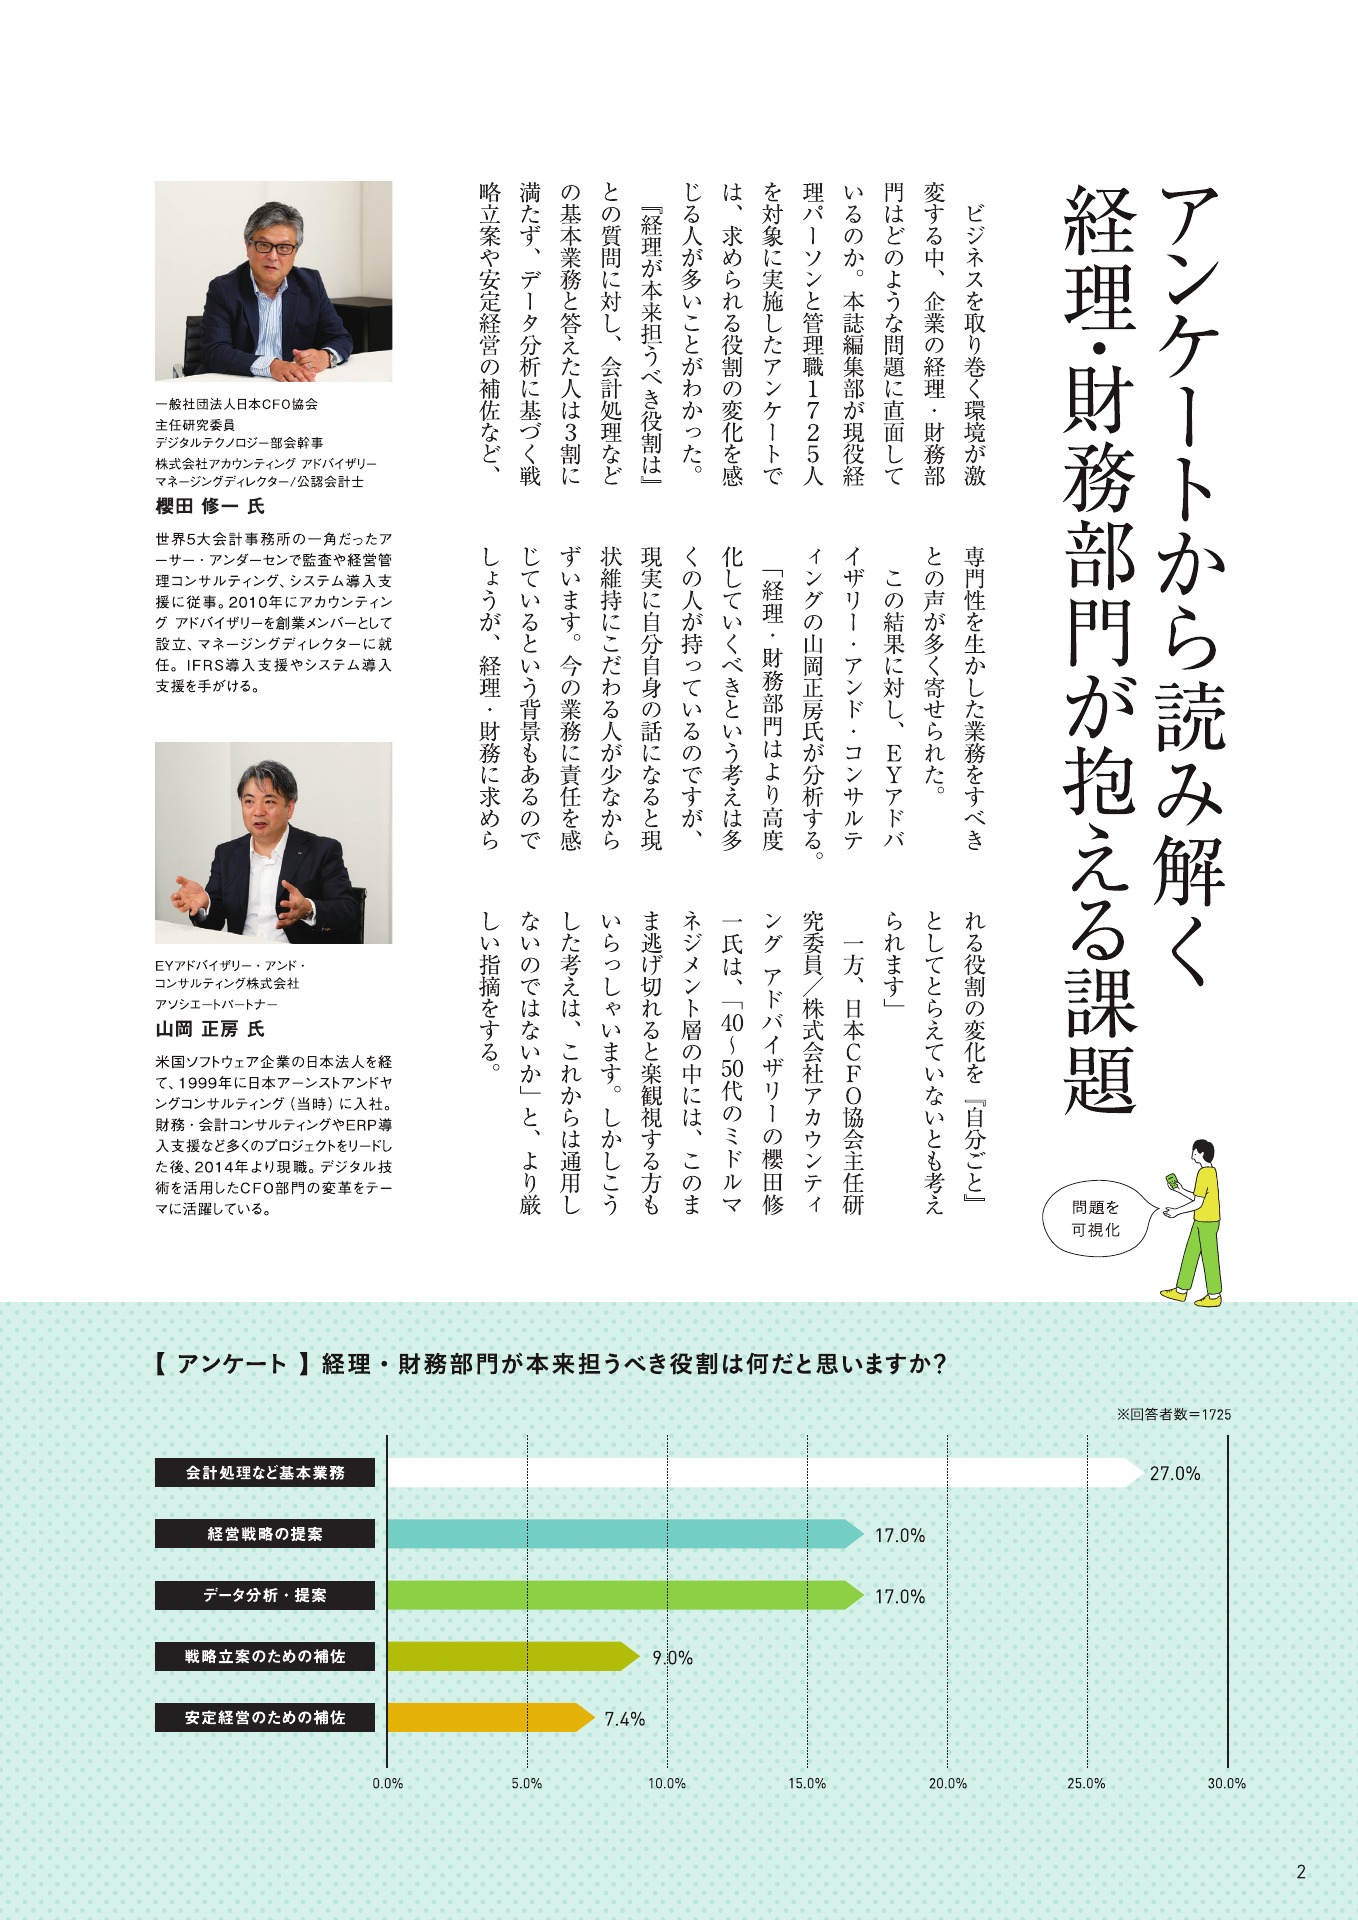 アンケートから読み解く
経理・財務部門が抱える課題
ビジネスを取り巻く環境が激
変する中、企業の経理・財務部
門はどのような問題に直面して
いるのか。本誌編集部が現役経
理パーソンと管理職1725人
を対象に実施したアンケートで
は、求められる役割の変化を感
じる人が多いことがわかった。
『経理が本来担うべき役割は』
との質問に対し、会計処理など
の基本業務と答えた人は3割に
満たず、データ分析に基づく戦
略立案や安定経営の補佐など、
専門性を生かした業務をすべき
との声が多く寄せられた。
この結果に対し、EYアドバ
イザリー・アンド・コンサルテ
ィングの山岡正房氏が分析する。
「経理・財務部門はより高度
化していくべきという考えは多
くの人が持っているのですが、
現実に自分自身の話になると現
状維持にこだわる人が少なから
ずいます。今の業務に責任を感
じているという背景もあるので
しょうが、経理・財務に求めら
れる役割の変化を『自分ごと』
としてとらえていないとも考え
られます」
一方、日本CFO協会主任研
究委員／株式会社アカウンティ
ング アドバイザリーの櫻田修
一氏は、「40～50代のミドルマ
ネジメント層の中には、このま
ま逃げ切れると楽観視する方も
いらっしゃいます。しかしこう
した考えは、これからは通用し
ないのではないか」と、より厳
しい指摘をする。
一般社団法人日本CFO協会
主任研究委員
デジタルテクノロジー部会幹事
株式会社アカウンティング アドバイザリー
マネージングディレクター/公認会計士
櫻田 修一 氏
世界5大会計事務所の一角だったア
ーサー・アンダーセンで監査や経営管
理コンサルティング、システム導入支
援に従事。2010年にアカウンティン
グ アドバイザリーを創業メンバーとして
設立、マネージングディレクターに就
任。IFRS導入支援やシステム導入
支援を手がける。
EYアドバイザリー・アンド・
コンサルティング株式会社
アソシエートパートナー
山岡 正房 氏
米国ソフトウェア企業の日本法人を経
て、1999年に日本アーンストアンドヤ
ングコンサルティング（当時）に入社。
財務・会計コンサルティングやERP導
入支援など多くのプロジェクトをリードし
た後、2014年より現職。デジタル技
術を活用したCFO部門の変革をテー
マに活躍している。
問題を
可視化
【 アンケート 】経理・財務部門が本来担うべき役割は何だと思いますか？
※回答者数＝1725
会計処理など基本業務 27.0%
経営戦略の提案 17.0%
データ分析・提案 17.0%
戦略立案のための補佐 9.0%
安定経営のための補佐 7.4%
0.0% 5.0% 10.0% 15.0% 20.0% 25.0% 30.0%
2